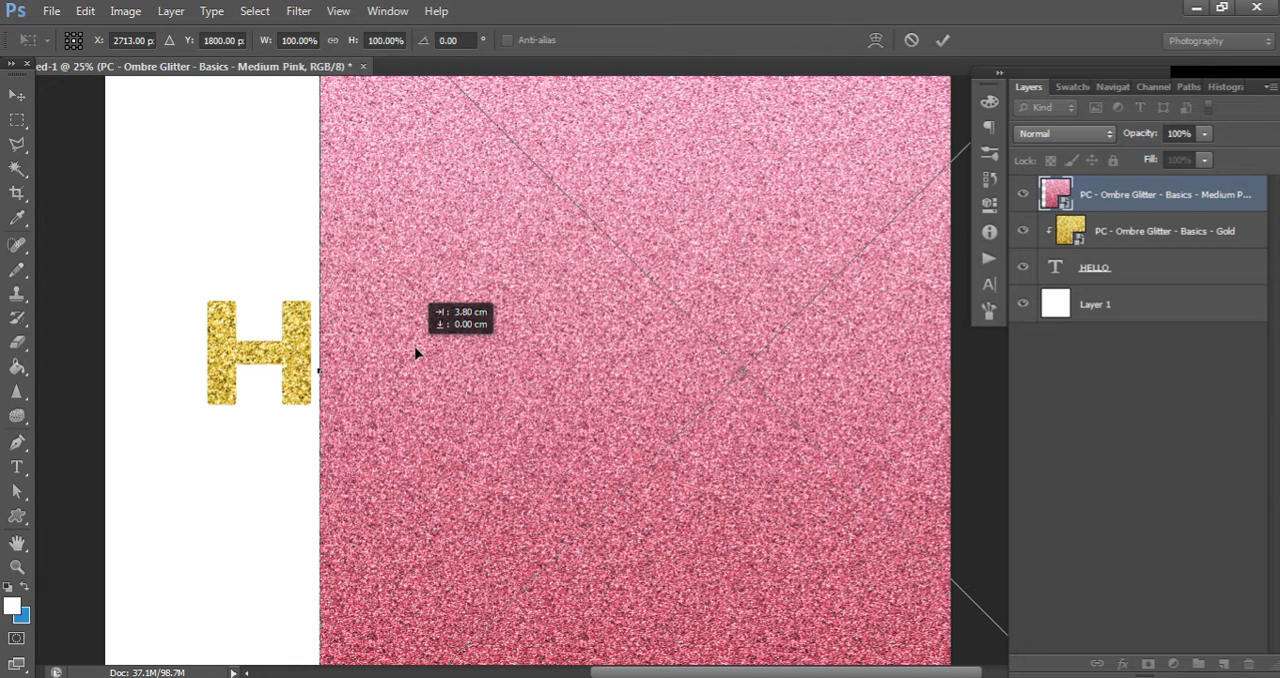 Ps File Edit Image Layer Type Select Filter View Window Help
X: 2713.00 p: Y: 1800.00 p: W: 100.00% H: 100.00% 0.00 ° Anti-alias Photography
ed-1 @ 25% (PC - Ombre Glitter - Basics - Medium Pink, RGB/8) * ×
Layers Swatch Navigat Channel Paths Histogra
Kind
Normal Opacity: 100%
Lock: Fill: 100%
PC - Ombre Glitter - Basics - Medium P...
PC - Ombre Glitter - Basics - Gold
T HELLO
Layer 1
H
: 3.80 cm
: 0.00 cm
Doc: 37.1M/98.7M